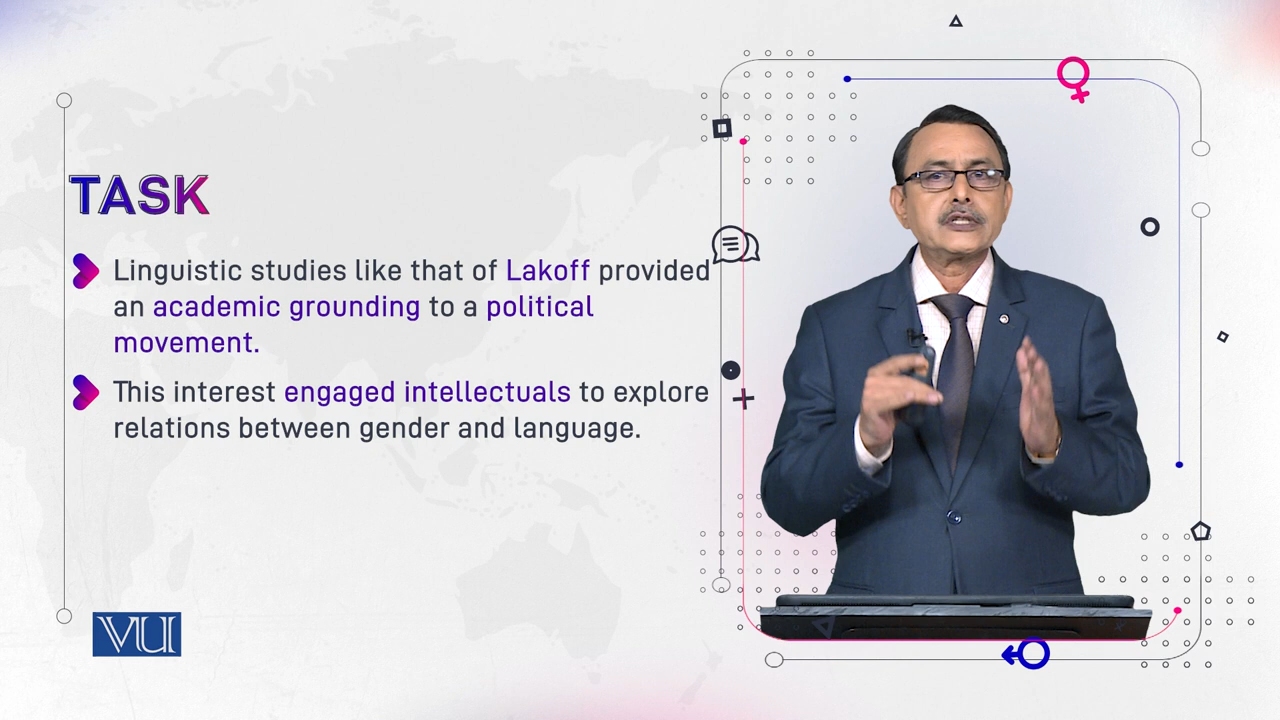 TASK
Linguistic studies like that of Lakoff provided
an academic grounding to a political
movement.
This interest engaged intellectuals to explore
relations between gender and language.
VU